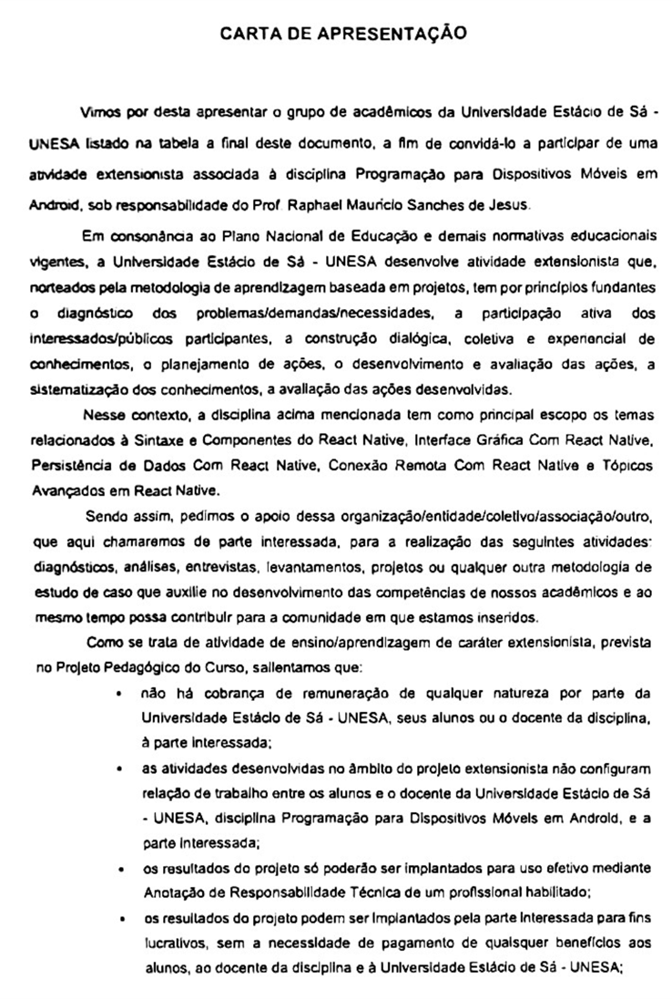 CARTA DE APRESENTAÇÃO
Vimos por desta apresentar o grupo de acadêmicos da Universidade Estácio de Sá -
UNESA listado na tabela a final deste documento, a fim de convidá-lo a participar de uma
atividade extensionista associada à disciplina Programação para Dispositivos Móveis em
Android, sob responsabilidade do Prof. Raphael Mauricio Sanches de Jesus.
Em consonância ao Plano Nacional de Educação e demais normativas educacionais
vigentes, a Universidade Estácio de Sá - UNESA desenvolve atividade extensionista que,
norteados pela metodologia de aprendizagem baseada em projetos, tem por princípios fundantes
o diagnóstico dos problemas/demandas/necessidades, a participação ativa dos
interessados/públicos participantes, a construção dialógica, coletiva e experiencial de
conhecimentos, o planejamento de ações, o desenvolvimento e avaliação das ações, a
sistematização dos conhecimentos, a avaliação das ações desenvolvidas.
Nesse contexto, a disciplina acima mencionada tem como principal escopo os temas
relacionados à Sintaxe e Componentes do React Native, Interface Gráfica Com React Native,
Persistência de Dados Com React Native, Conexão Remota Com React Native e Tópicos
Avançados em React Native.
Sendo assim, pedimos o apoio dessa organização/entidade/coletivo/associação/outro,
que aqui chamaremos de parte interessada, para a realização das seguintes atividades:
diagnósticos, análises, entrevistas, levantamentos, projetos ou qualquer outra metodologia de
estudo de caso que auxilie no desenvolvimento das competências de nossos acadêmicos e ao
mesmo tempo possa contribuir para a comunidade em que estamos inseridos.
Como se trata de atividade de ensino/aprendizagem de caráter extensionista, prevista
no Projeto Pedagógico do Curso, salientamos que:
• não há cobrança de remuneração de qualquer natureza por parte da
Universidade Estácio de Sá - UNESA, seus alunos ou o docente da disciplina,
à parte interessada;
• as atividades desenvolvidas no âmbito do projeto extensionista não configuram
relação de trabalho entre os alunos e o docente da Universidade Estácio de Sá
- UNESA, disciplina Programação para Dispositivos Móveis em Android, e a
parte interessada;
• os resultados do projeto só poderão ser implantados para uso efetivo mediante
Anotação de Responsabilidade Técnica de um profissional habilitado;
• os resultados do projeto podem ser implantados pela parte interessada para fins
lucrativos, sem a necessidade de pagamento de quaisquer benefícios aos
alunos, ao docente da disciplina e à Universidade Estácio de Sá - UNESA;